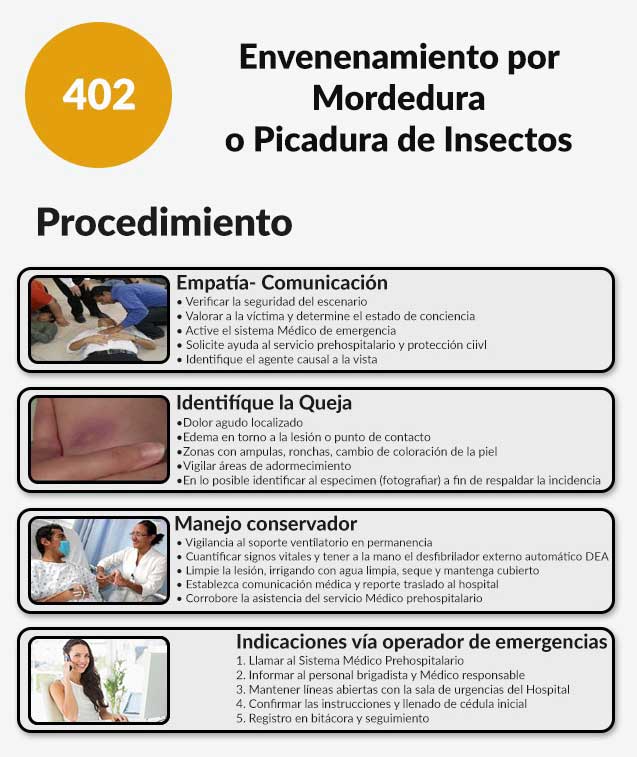 402
Envenenamiento por
Mordedura
o Picadura de Insectos
Procedimiento
Empatía- Comunicación
• Verificar la seguridad del escenario
• Valorar a la víctima y determine el estado de conciencia
• Active el sistema Médico de emergencia
• Solicite ayuda al servicio prehospitalario y protección ciivl
• Identifique el agente causal a la vista
Identifíque la Queja
•Dolor agudo localizado
•Edema en torno a la lesión o punto de contacto
•Zonas con ampulas, ronchas, cambio de coloración de la piel
•Vigilar áreas de adormecimiento
•En lo posible identificar al especimen (fotografiar) a fin de respaldar la incidencia
Manejo conservador
• Vigilancia al soporte ventilatorio en permanencia
• Cuantificar signos vitales y tener a la mano el desfibrilador externo automático DEA
• Limpie la lesión, irrigando con agua limpia, seque y mantenga cubierto
• Establezca comunicación médica y reporte traslado al hospital
• Corrobore la asistencia del servicio Médico prehospitalario
Indicaciones vía operador de emergencias
1. Llamar al Sistema Médico Prehospitalario
2. Informar al personal brigadista y Médico responsable
3. Mantener líneas abiertas con la sala de urgencias del Hospital
4. Confirmar las instrucciones y llenado de cédula inicial
5. Registro en bitácora y seguimiento